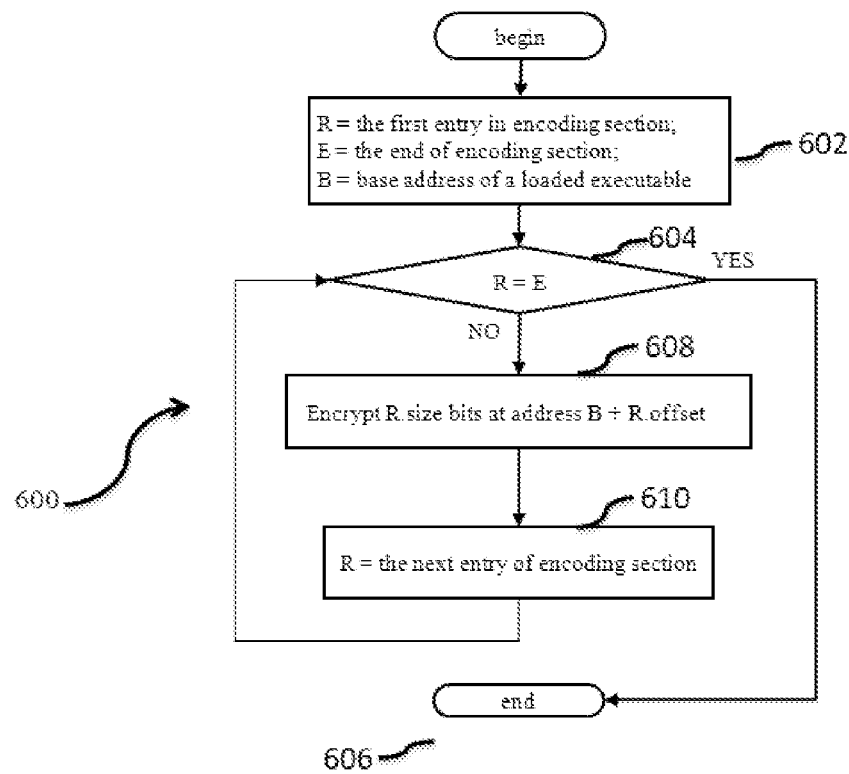 begin
R = the first entry in encoding section;
E = the end of encoding section;
B = base address of a loaded executable
602
604
YES
R = E
NO
608
Encrypt R.size bits at address B + R.offset
600
610
R = the next entry of encoding section
end
606